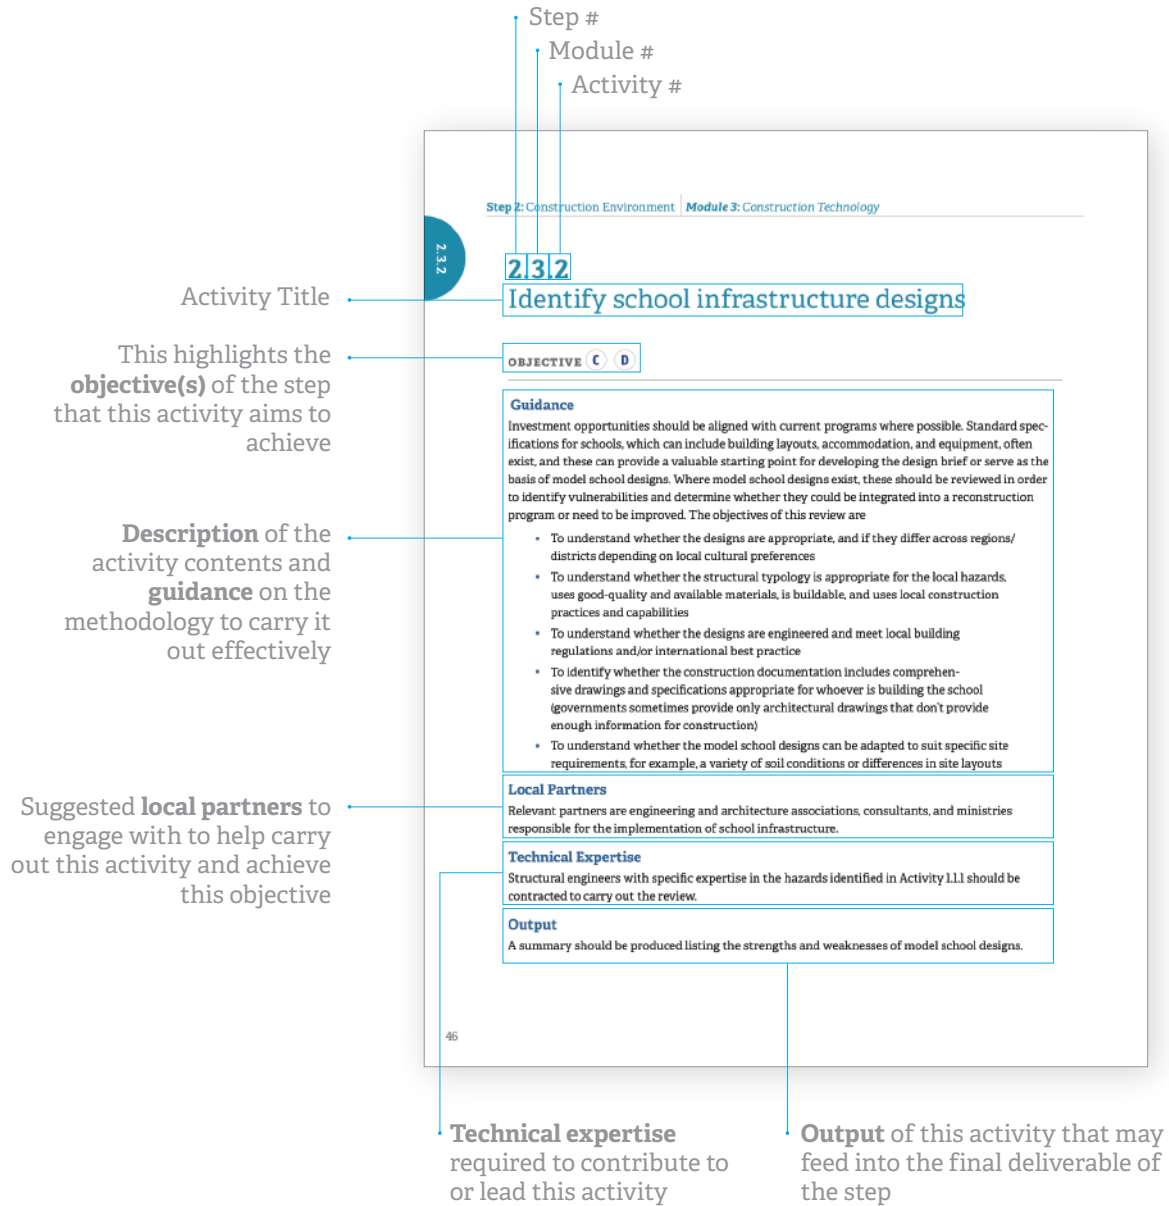 Step #
Module #
Activity #
Step 2: Construction Environment | Module 3: Construction Technology
2.3.2
2.3.2
Activity Title
Identify school infrastructure designs
This highlights the
objective(s) of the step
that this activity aims to
achieve
OBJECTIVE C D
Guidance
Investment opportunities should be aligned with current programs where possible. Standard spec-
ifications for schools, which can include building layouts, accommodation, and equipment, often
exist, and these can provide a valuable starting point for developing the design brief or serve as the
basis of model school designs. Where model school designs exist, these should be reviewed in order
to identify vulnerabilities and determine whether they could be integrated into a reconstruction
program or need to be improved. The objectives of this review are
▪ To understand whether the designs are appropriate, and if they differ across regions/
districts depending on local cultural preferences
▪ To understand whether the structural typology is appropriate for the local hazards,
uses good-quality and available materials, is buildable, and uses local construction
practices and capabilities
▪ To understand whether the designs are engineered and meet local building
regulations and/or international best practice
▪ To identify whether the construction documentation includes comprehen-
sive drawings and specifications appropriate for whoever is building the school
(governments sometimes provide only architectural drawings that don't provide
enough information for construction)
▪ To understand whether the model school designs can be adapted to suit specific site
requirements, for example, a variety of soil conditions or differences in site layouts
Description of the
activity contents and
guidance on the
methodology to carry it
out effectively
Local Partners
Relevant partners are engineering and architecture associations, consultants, and ministries
responsible for the implementation of school infrastructure.
Suggested local partners to
engage with to help carry
out this activity and achieve
this objective
Technical Expertise
Structural engineers with specific expertise in the hazards identified in Activity 1.1.1 should be
contracted to carry out the review.
Output
A summary should be produced listing the strengths and weaknesses of model school designs.
46
Technical expertise
required to contribute to
or lead this activity
Output of this activity that may
feed into the final deliverable of
the step